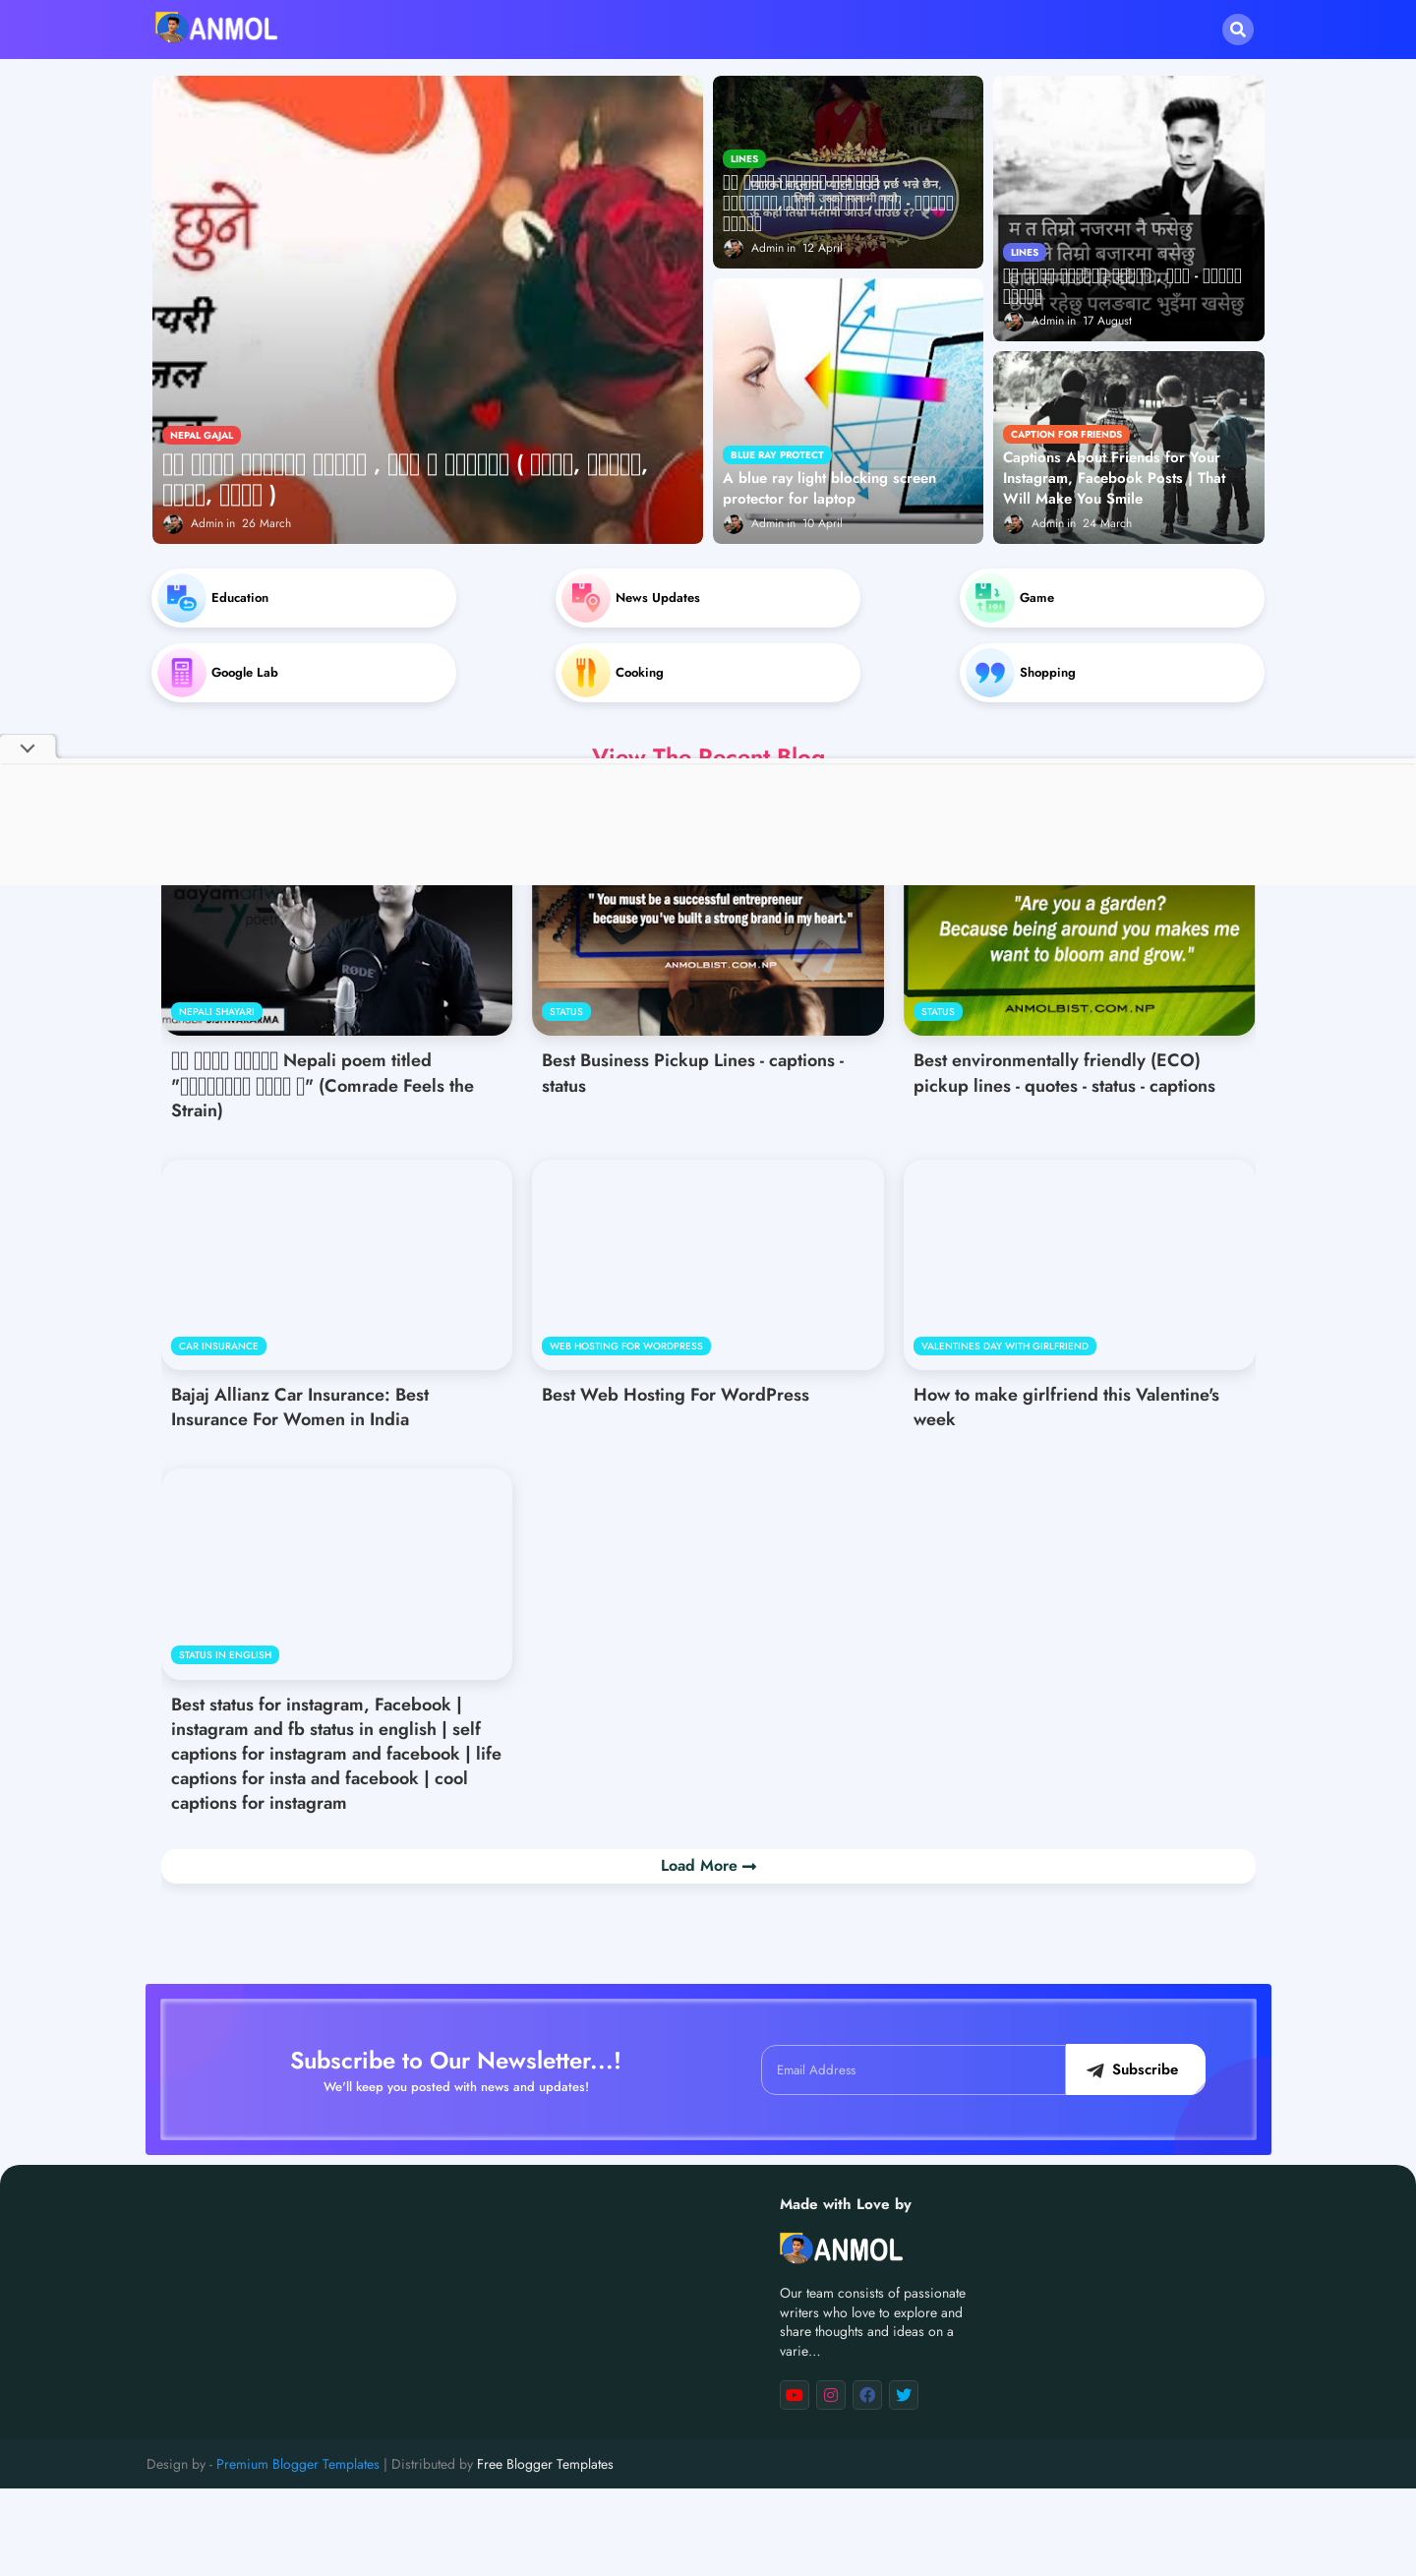 ANMOL
छुने
यरी
जल
NEPAL GAJAL
Admin in 26 March
LINES
Admin in 12 April
BLUE RAY PROTECT
A blue ray light blocking screen
protector for laptop
Admin in 10 April
म त तिम्रो नजरमा नै फसेछु
तिम्रो बजारमा बसेछु
LINES
रहेछु पलङबाट भुइँमा खसेछु
Admin in 17 August
CAPTION FOR FRIENDS
Captions About Friends for Your
Instagram, Facebook Posts | That
Will Make You Smile
Admin in 24 March
Education
News Updates
Game
Google Lab
Cooking
Shopping
View The Recent Blog
RODE
NEPALI SHAYARI
Nepali poem titled
(Comrade Feels the
Strain)
" You must be a successful entrepreneur
because you've built a strong brand in my heart."
ANMOLBIST.COM.NP
STATUS
Best Business Pickup Lines - captions -
status
"Are you a garden?
Because being around you makes me
want to bloom and grow."
ANMOLBIST.COM.NP
STATUS
Best environmentally friendly (ECO)
pickup lines - quotes - status - captions
CAR INSURANCE
Bajaj Allianz Car Insurance: Best
Insurance For Women in India
WEB HOSTING FOR WORDPRESS
Best Web Hosting For WordPress
VALENTINES DAY WITH GIRLFRIEND
How to make girlfriend this Valentine's
week
STATUS IN ENGLISH
Best status for instagram, Facebook |
instagram and fb status in english | self
captions for instagram and facebook | life
captions for insta and facebook | cool
captions for instagram
Load More
Subscribe to Our Newsletter...!
We'll keep you posted with news and updates!
Email Address
Subscribe
Made with Love by
ANMOL
Our team consists of passionate
writers who love to explore and
share thoughts and ideas on a
varie...
Design by - Premium Blogger Templates | Distributed by Free Blogger Templates